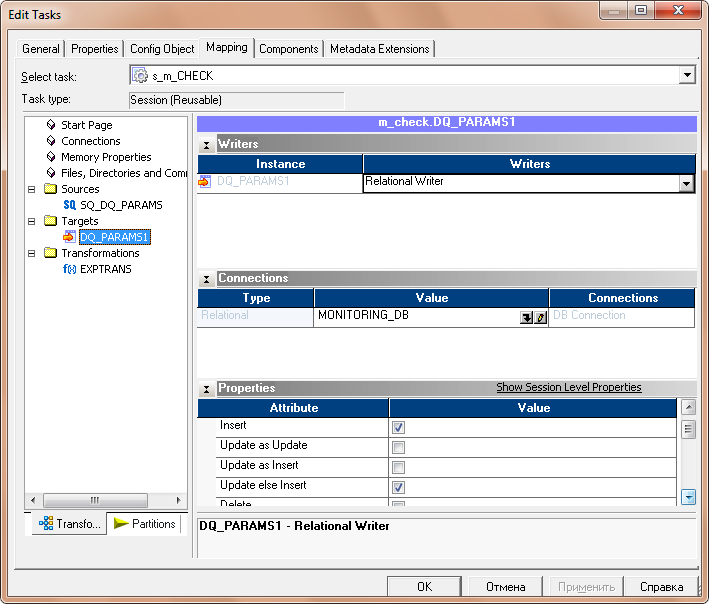 Edit Tasks
General Properties Config Object Mapping Components Metadata Extensions
Select task: s_m_CHECK
Task type: Session (Reusable)
Start Page
Connections
Memory Properties
Files, Directories and Com
Sources
SQ SQ_DQ_PARAMS
Targets
DQ_PARAMS1
Transformations
f(x) EXPTRANS
Transfo... Partitions
m_check.DQ_PARAMS1
Writers
Instance Writers
DQ_PARAMS1 Relational Writer
Connections
Type Value Connections
Relational MONITORING_DB DB Connection
Properties Show Session Level Properties
Attribute Value
Insert
Update as Update
Update as Insert
Update else Insert
Delete
DQ_PARAMS1 - Relational Writer
OK Отмена Применить Справка